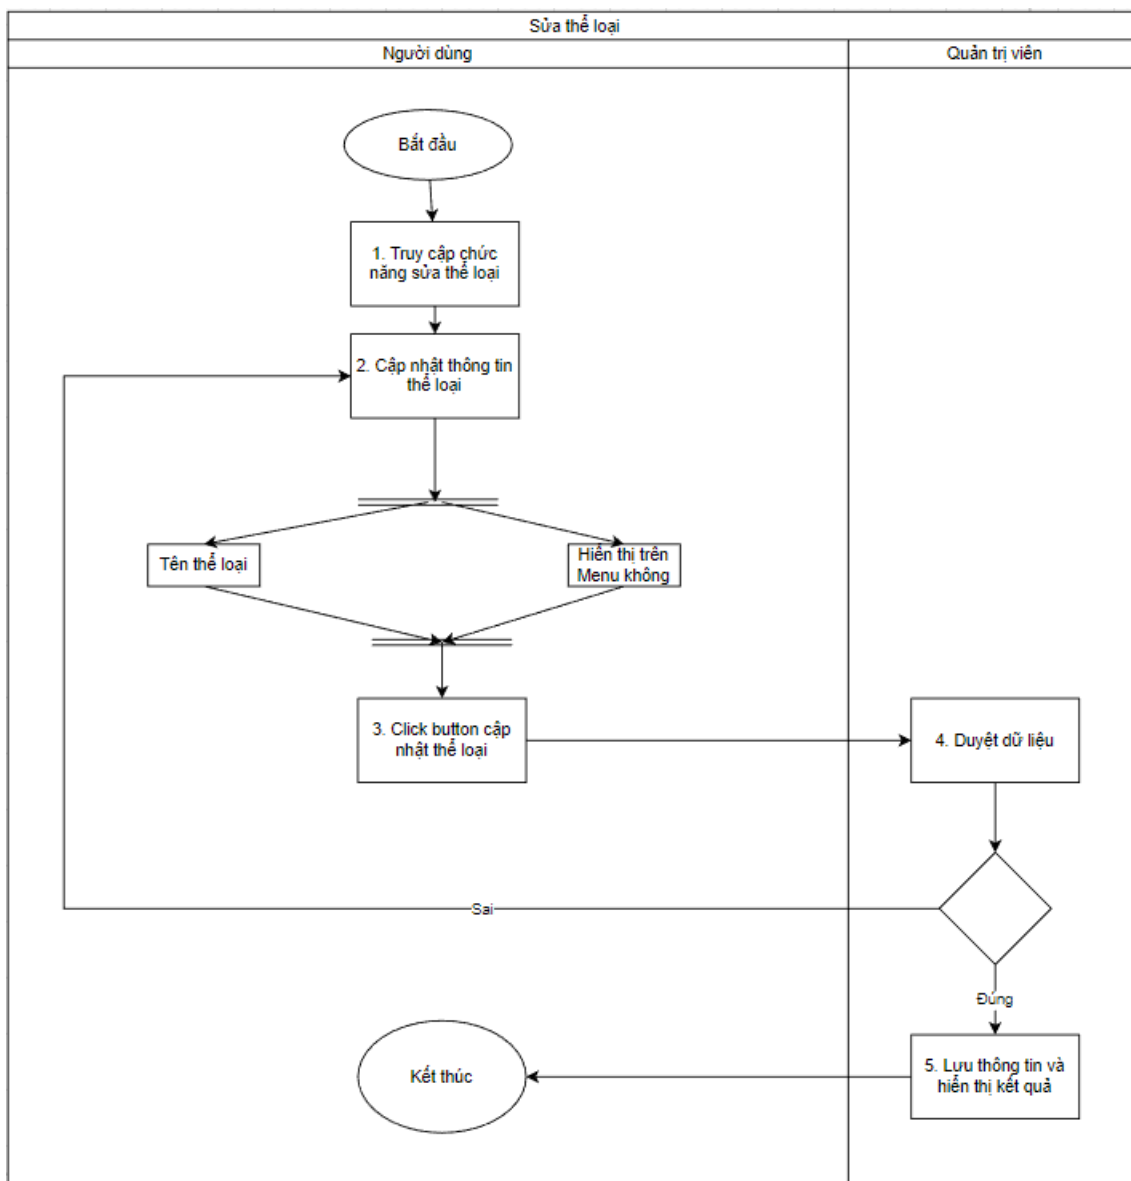 Sửa thể loại
Người dùng
Quản trị viên
Bắt đầu
1. Truy cập chức
năng sửa thể loại
2. Cập nhật thông tin
thể loại
Tên thể loại
Hiển thị trên
Menu không
3. Click button cập
nhật thể loại
4. Duyệt dữ liệu
Sai
Đúng
Kết thúc
5. Lưu thông tin và
hiển thị kết quả